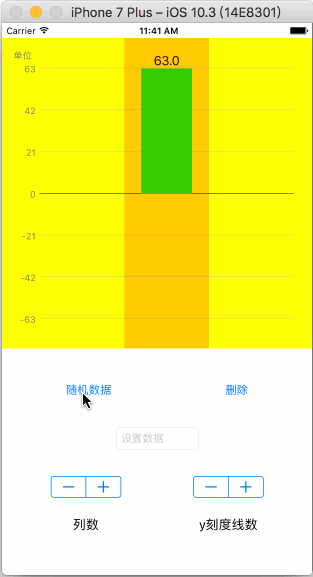 iPhone 7 Plus – iOS 10.3 (14E8301)
Carrier 11:41 AM
单位
63.0
63
42
21
0
-21
-42
-63
随机数据 删除
设置数据
− + − +
列数 y刻度线数